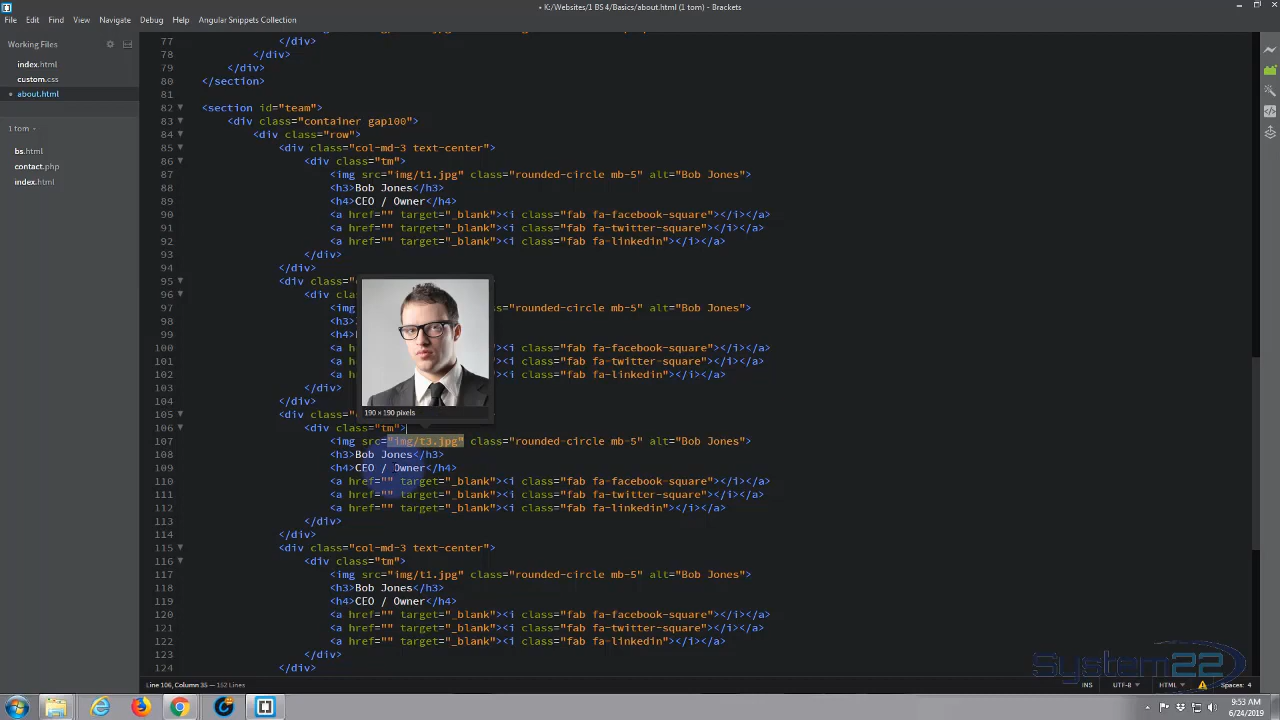 • K:/Websites/1 BS 4/Basics/about.html (1 tom) - Brackets
File Edit View Navigate Debug Help Angular Snippets Collection
Working Files
index.html
custom.css
• about.html
1 tom
bs.html
contact.php
index.html
77 </div>
78 </div>
79 </div>
80 </section>
81
82 <section id="team">
83 <div class="container gap100">
84 <div class="row">
85 <div class="col-md-3 text-center">
86 <div class="tm">
87 <img src="img/t1.jpg" class="rounded-circle mb-5" alt="Bob Jones">
88 <h3>Bob Jones</h3>
89 <h4>CEO / Owner</h4>
90 <a href="" target="_blank"><i class="fab fa-facebook-square"></i></a>
91 <a href="" target="_blank"><i class="fab fa-twitter-square"></i></a>
92 <a href="" target="_blank"><i class="fab fa-linkedin"></i></a>
93 </div>
94 </div>
95 <div class="
96 <div class=
97 <img sr -circle mb-5" alt="Bob Jones">
98 <h3>
99 <h4>
100 <a href class="fab fa-facebook-square"></i></a>
101 <a href class="fab fa-twitter-square"></i></a>
102 <a href class="fab fa-linkedin"></i></a>
103 </div>
104 </div>
105 <div class="
190 × 190 pixels
106 <div class="tm">
107 <img src="img/t3.jpg" class="rounded-circle mb-5" alt="Bob Jones">
108 <h3>Bob Jones</h3>
109 <h4>CEO / Owner</h4>
110 <a href="" target="_blank"><i class="fab fa-facebook-square"></i></a>
111 <a href="" target="_blank"><i class="fab fa-twitter-square"></i></a>
112 <a href="" target="_blank"><i class="fab fa-linkedin"></i></a>
113 </div>
114 </div>
115 <div class="col-md-3 text-center">
116 <div class="tm">
117 <img src="img/t1.jpg" class="rounded-circle mb-5" alt="Bob Jones">
118 <h3>Bob Jones</h3>
119 <h4>CEO / Owner</h4>
120 <a href="" target="_blank"><i class="fab fa-facebook-square"></i></a>
121 <a href="" target="_blank"><i class="fab fa-twitter-square"></i></a>
122 <a href="" target="_blank"><i class="fab fa-linkedin"></i></a>
123 </div>
124 </div>
System22
Line 106, Column 35 — 152 Lines
INS UTF-8 HTML Spaces: 4
9:53 AM
6/24/2019